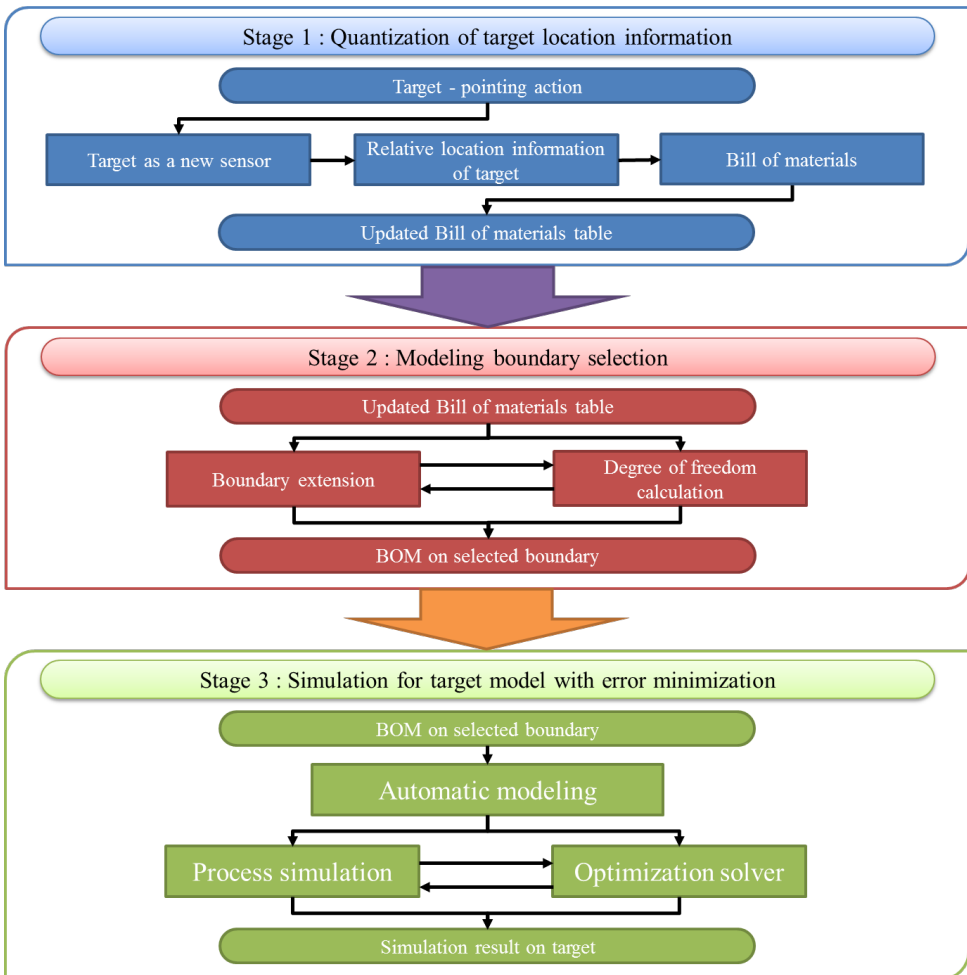 Stage 1 : Quantization of target location information
Target - pointing action
Target as a new sensor
Relative location information
of target
Bill of materials
Updated Bill of materials table
Stage 2 : Modeling boundary selection
Updated Bill of materials table
Boundary extension
Degree of freedom
calculation
BOM on selected boundary
Stage 3 : Simulation for target model with error minimization
BOM on selected boundary
Automatic modeling
Process simulation
Optimization solver
Simulation result on target